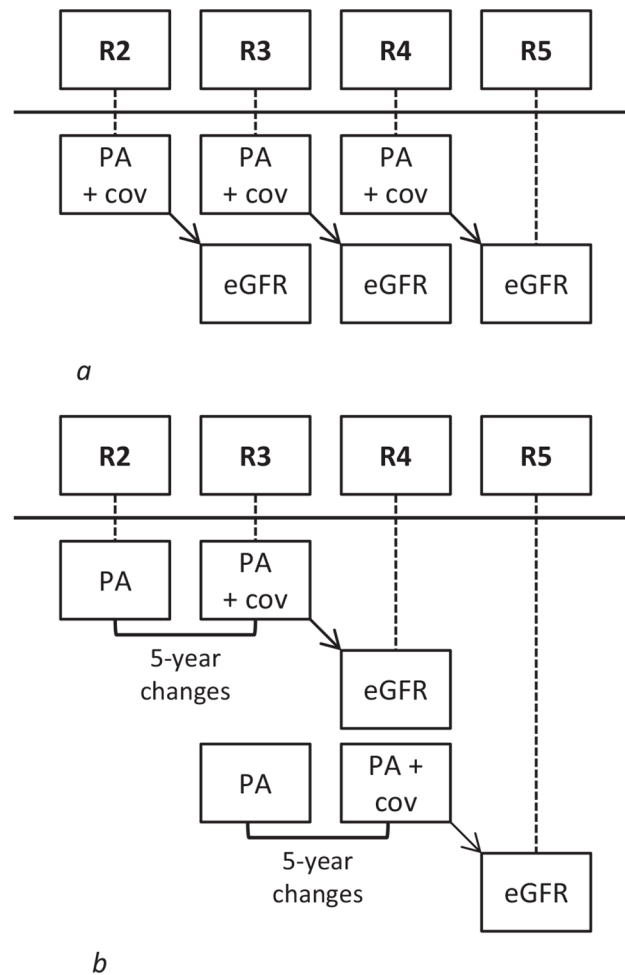 R2 R3 R4 R5
PA PA PA
+ cov + cov + cov
eGFR eGFR eGFR
a
R2 R3 R4 R5
PA
PA
+ cov
5-year
changes
eGFR
PA
PA +
cov
5-year
changes
eGFR
b